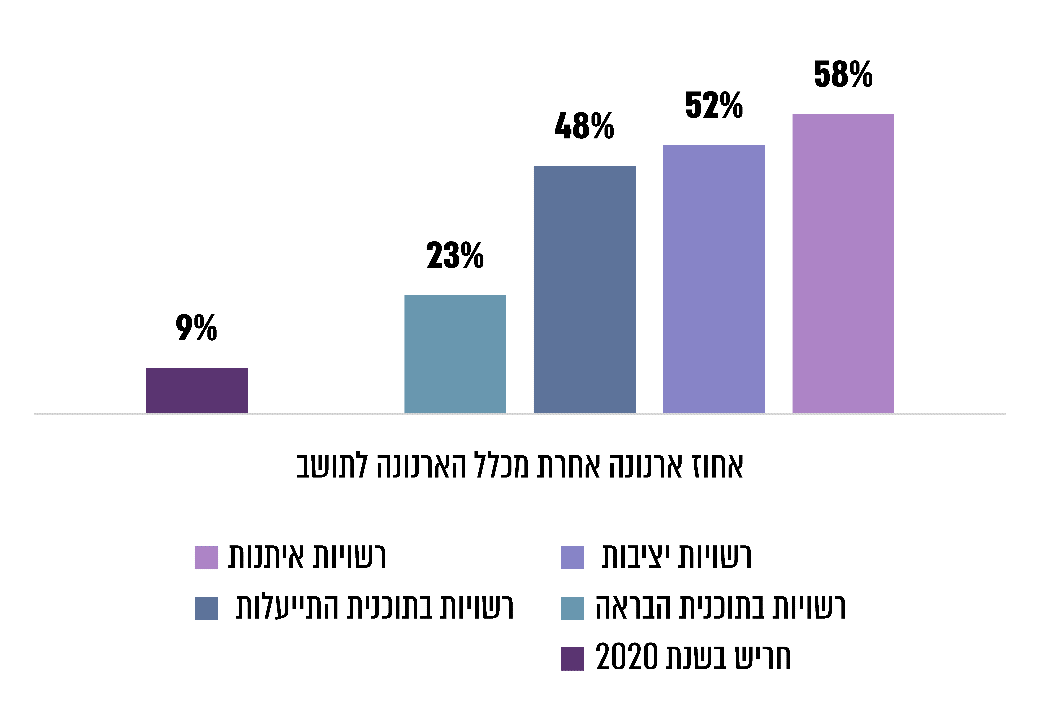 58%
52%
48%
23%
9%
אחוז ארנונה אחרת מכלל הארנונה לתושב
רשויות יציבות
רשויות איתנות
רשויות בתוכנית הבראה
רשויות בתוכנית התייעלות
חריש בשנת 2020